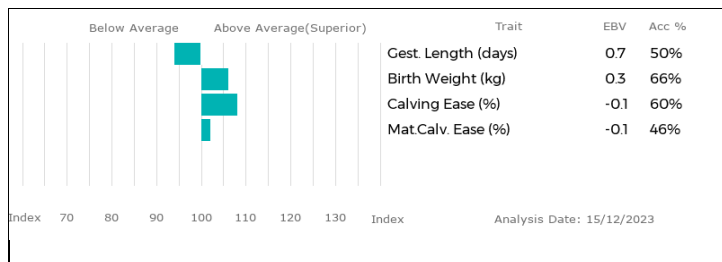 Below Average Above Average(Superior) Trait EBV Acc %
Gest. Length (days) 0.7 50%
Birth Weight (kg) 0.3 66%
Calving Ease (%) -0.1 60%
Mat.Calv. Ease (%) -0.1 46%
Index 70 80 90 100 110 120 130 Index Analysis Date: 15/12/2023